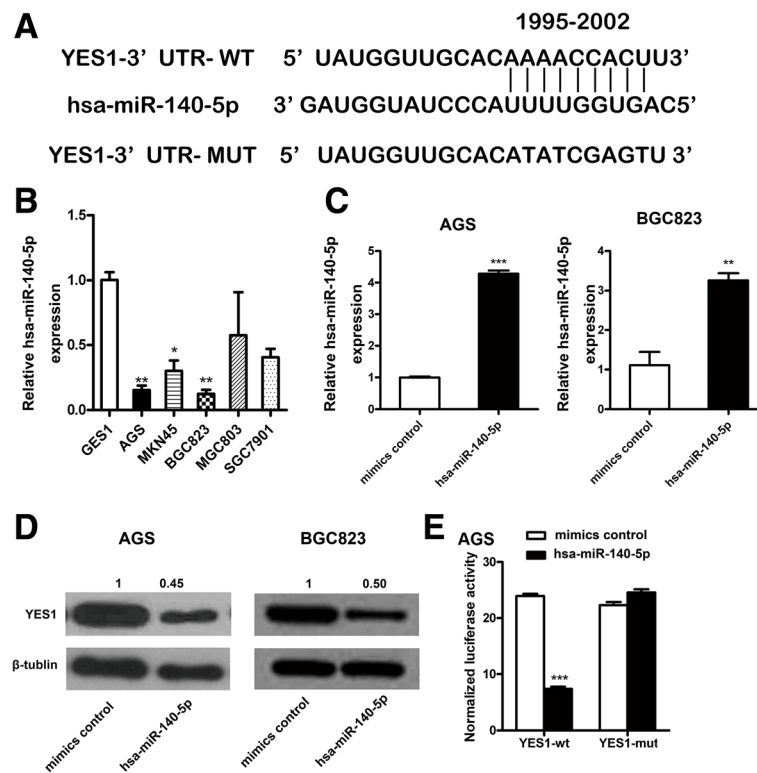 A
1995-2002
YES1-3’ UTR- WT 5’ UAUGGUUGCACAAAACCACUU3’
hsa-miR-140-5p 3’ GAUGGUAUCCCAUUUUGGUGAC5’
YES1-3’ UTR- MUT 5’ UAUGGUUGCACATATCGAGTU 3’
B
Relative hsa-miR-140-5p
expression
1.5
1.0
0.5
0.0
**
*
**
GES1
AGS
MKN45
BGC823
MGC803
SGC7901
C
AGS
Relative hsa-miR-140-5p
expression
5
4
3
2
1
0
***
mimics control
hsa-miR-140-5p
BGC823
Relative hsa-miR-140-5p
expression
4
3
2
1
0
**
mimics control
hsa-miR-140-5p
D
AGS
1 0.45
BGC823
1 0.50
YES1
β-tublin
mimics control
hsa-miR-140-5p
mimics control
hsa-miR-140-5p
E
AGS
mimics control
hsa-miR-140-5p
Normalized luciferase activity
30
20
10
0
***
YES1-wt
YES1-mut